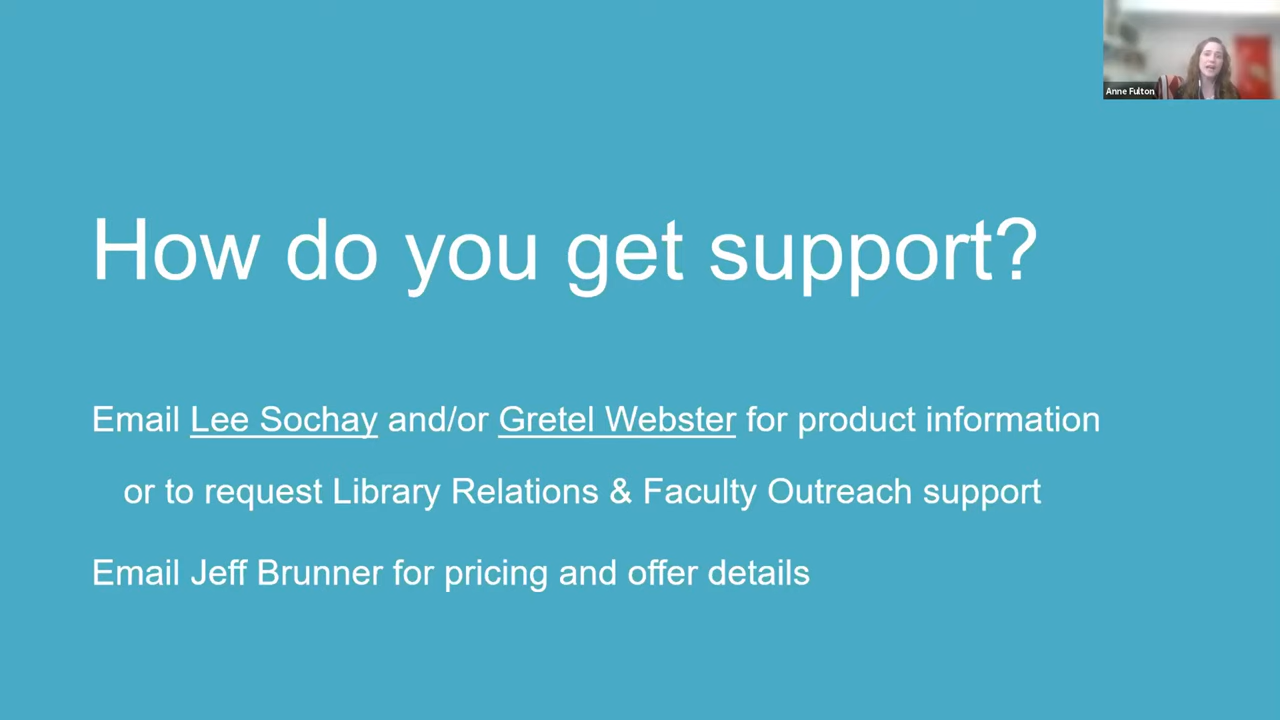 Anne Fulton
How do you get support?
Email Lee Sochay and/or Gretel Webster for product information
or to request Library Relations & Faculty Outreach support
Email Jeff Brunner for pricing and offer details